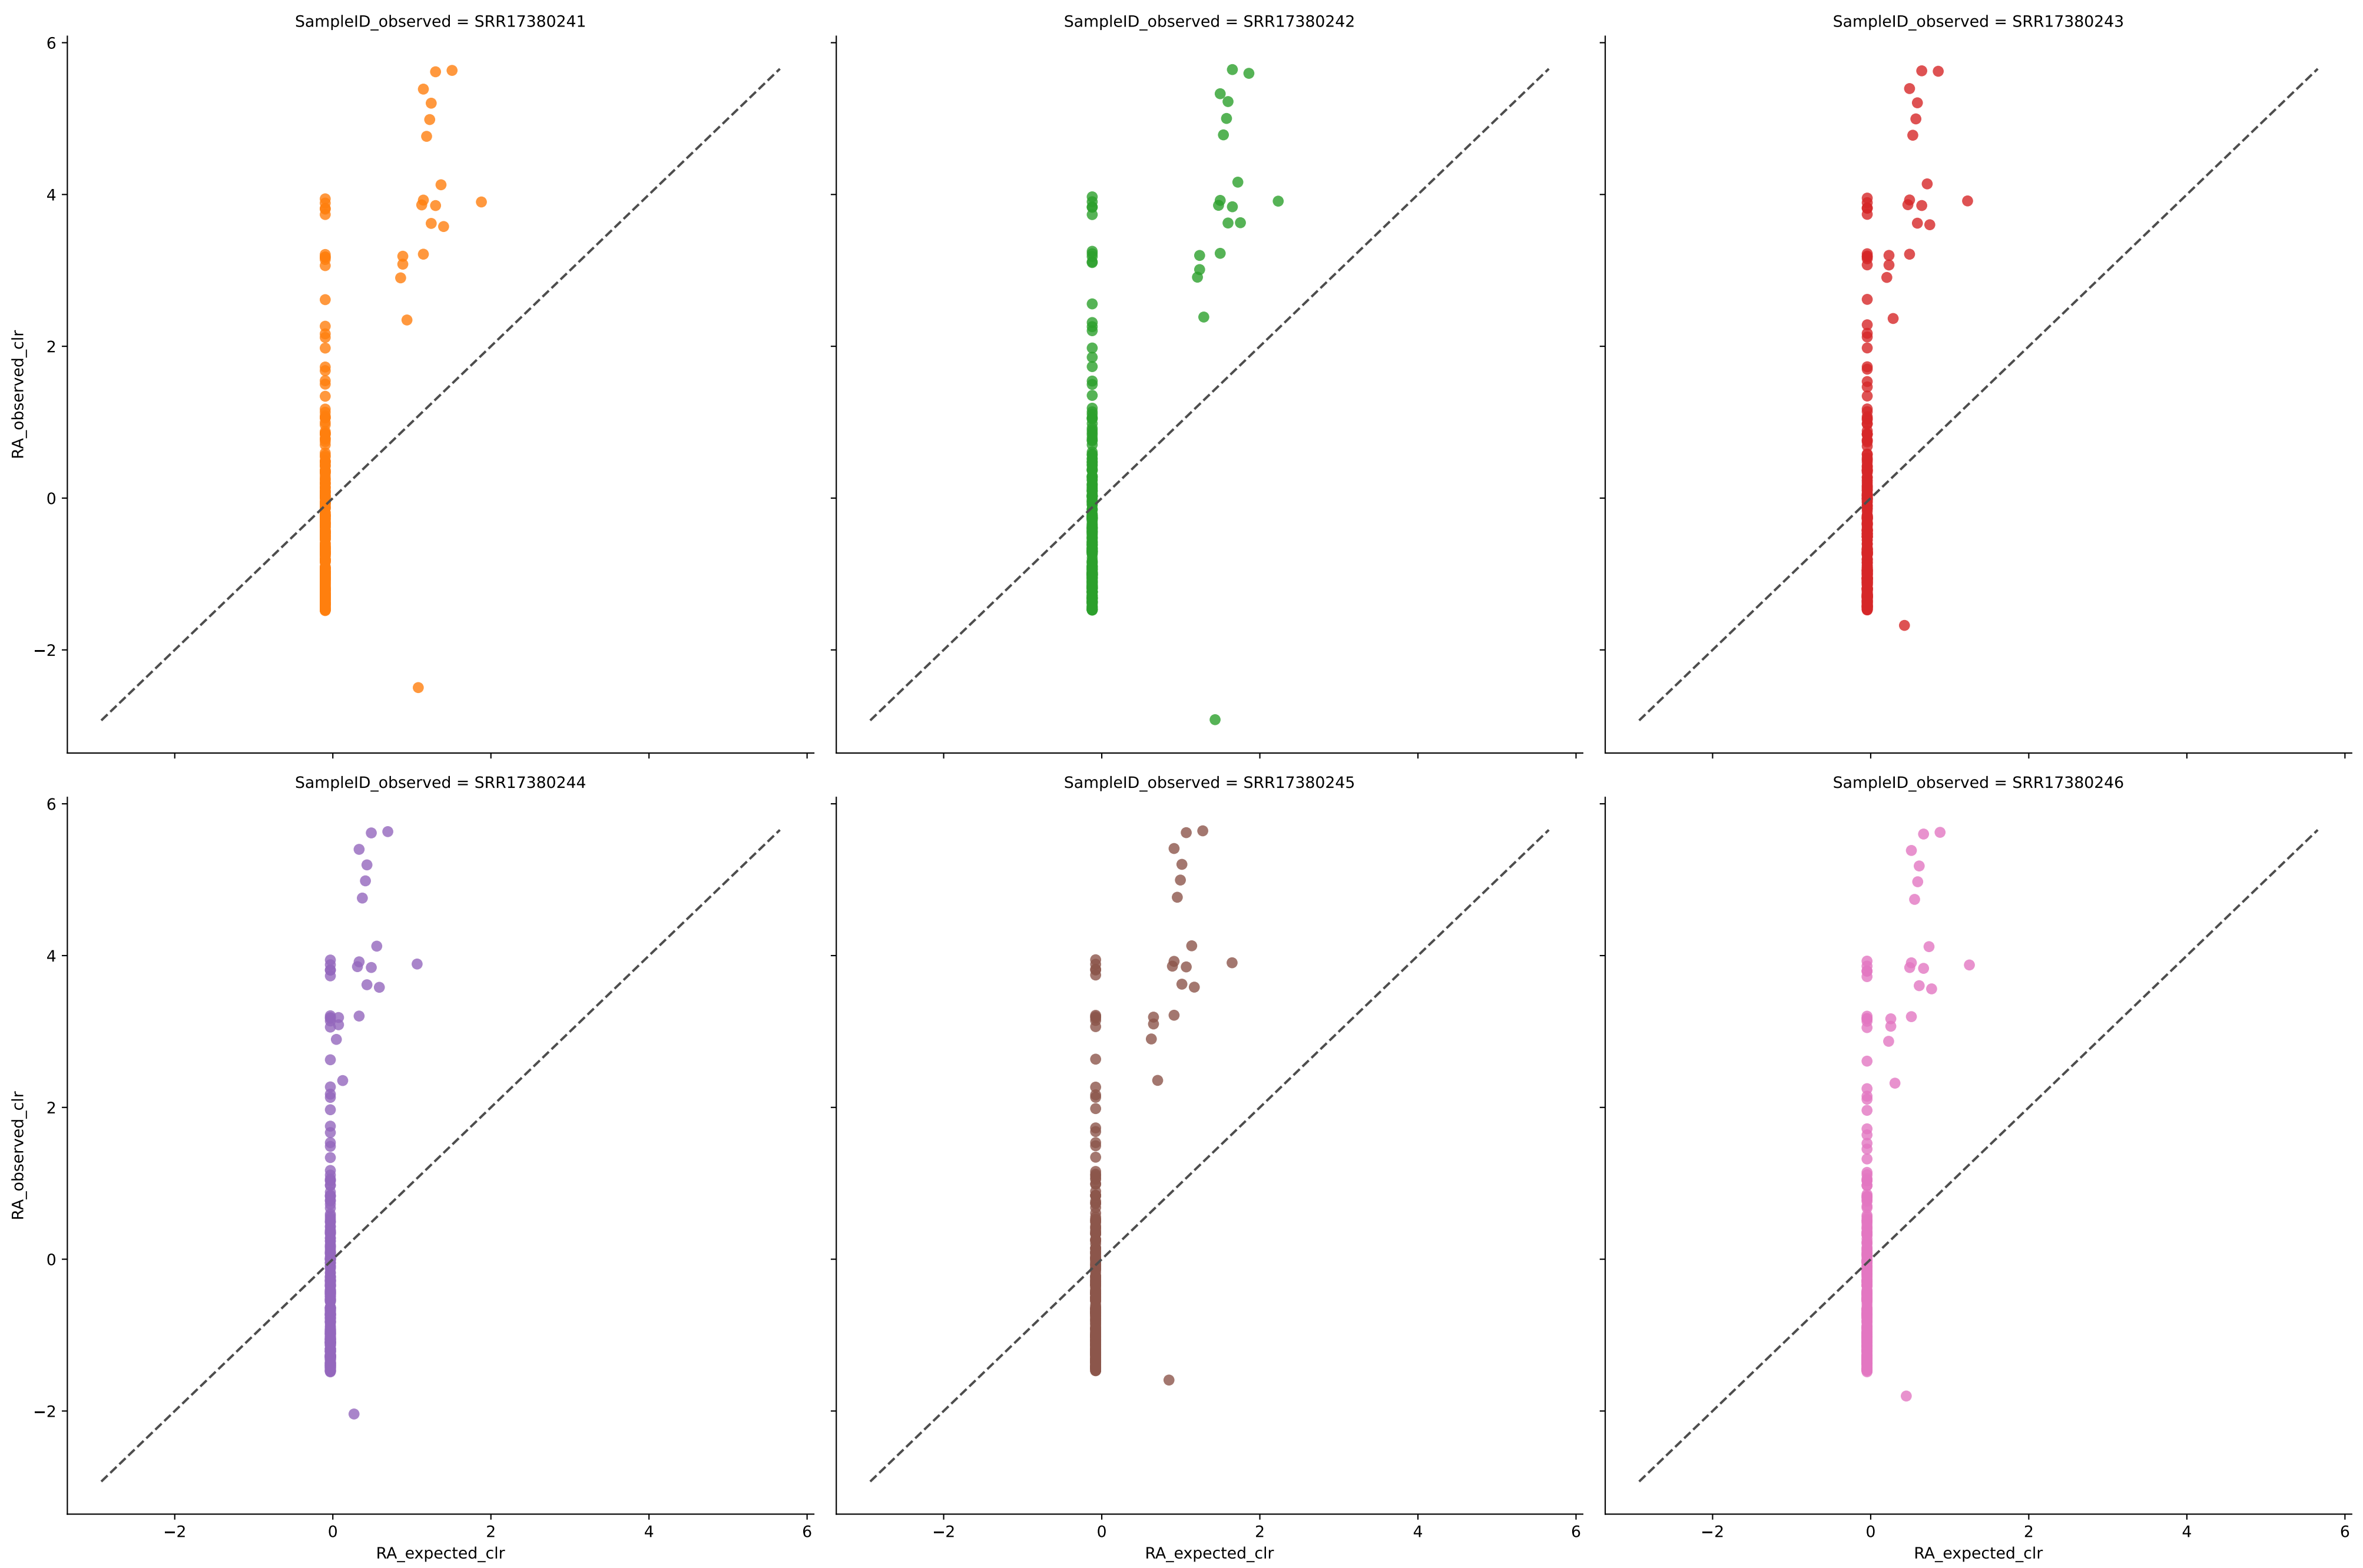 SampleID_observed = SRR17380241
SampleID_observed = SRR17380242
SampleID_observed = SRR17380243
6
4
2
0
−2
RA_observed_clr
SampleID_observed = SRR17380244
SampleID_observed = SRR17380245
SampleID_observed = SRR17380246
6
4
2
0
−2
RA_observed_clr
−2 0 2 4 6
−2 0 2 4 6
−2 0 2 4 6
RA_expected_clr
RA_expected_clr
RA_expected_clr